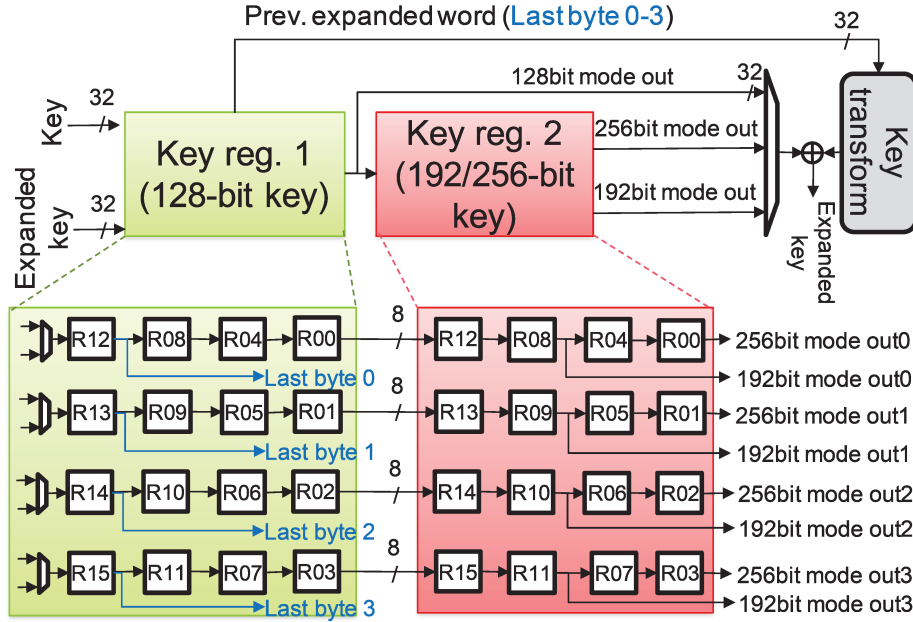 Prev. expanded word (Last byte 0-3)
32
32
Key
128bit mode out
32
Key reg. 1
(128-bit key)
Key reg. 2
(192/256-bit
key)
256bit mode out
192bit mode out
Key
transform
Expanded
key
32
Expanded
key
8
R12
R08
R04
R00
R12
R08
R04
R00
256bit mode out0
Last byte 0
192bit mode out0
8
R13
R09
R05
R01
R13
R09
R05
R01
256bit mode out1
Last byte 1
192bit mode out1
8
R14
R10
R06
R02
R14
R10
R06
R02
256bit mode out2
Last byte 2
192bit mode out2
8
R15
R11
R07
R03
R15
R11
R07
R03
256bit mode out3
Last byte 3
192bit mode out3